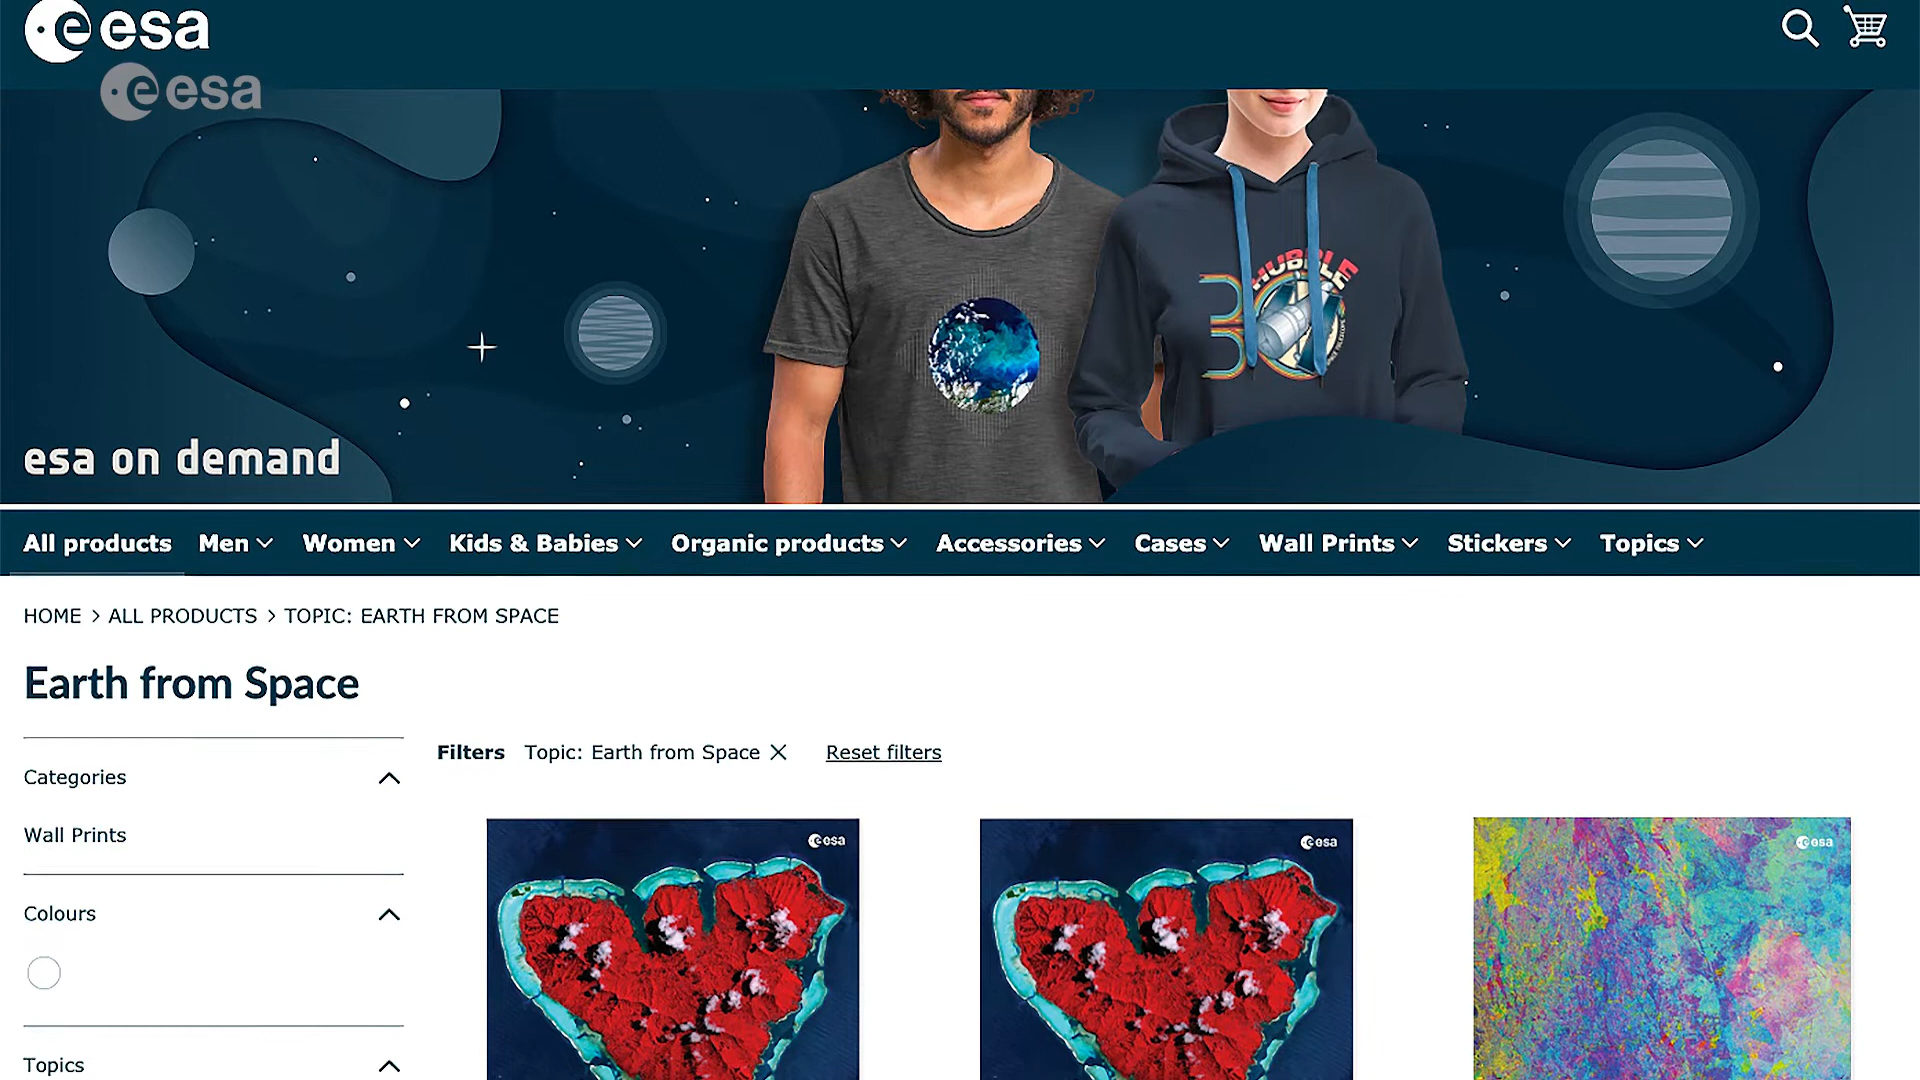 esa
esa
HUBBLE
30
esa on demand
All products Men Women Kids & Babies Organic products Accessories Cases Wall Prints Stickers Topics
HOME > ALL PRODUCTS > TOPIC: EARTH FROM SPACE
Earth from Space
Filters Topic: Earth from Space Reset filters
Categories
Wall Prints
Colours
Topics
esa
esa
esa